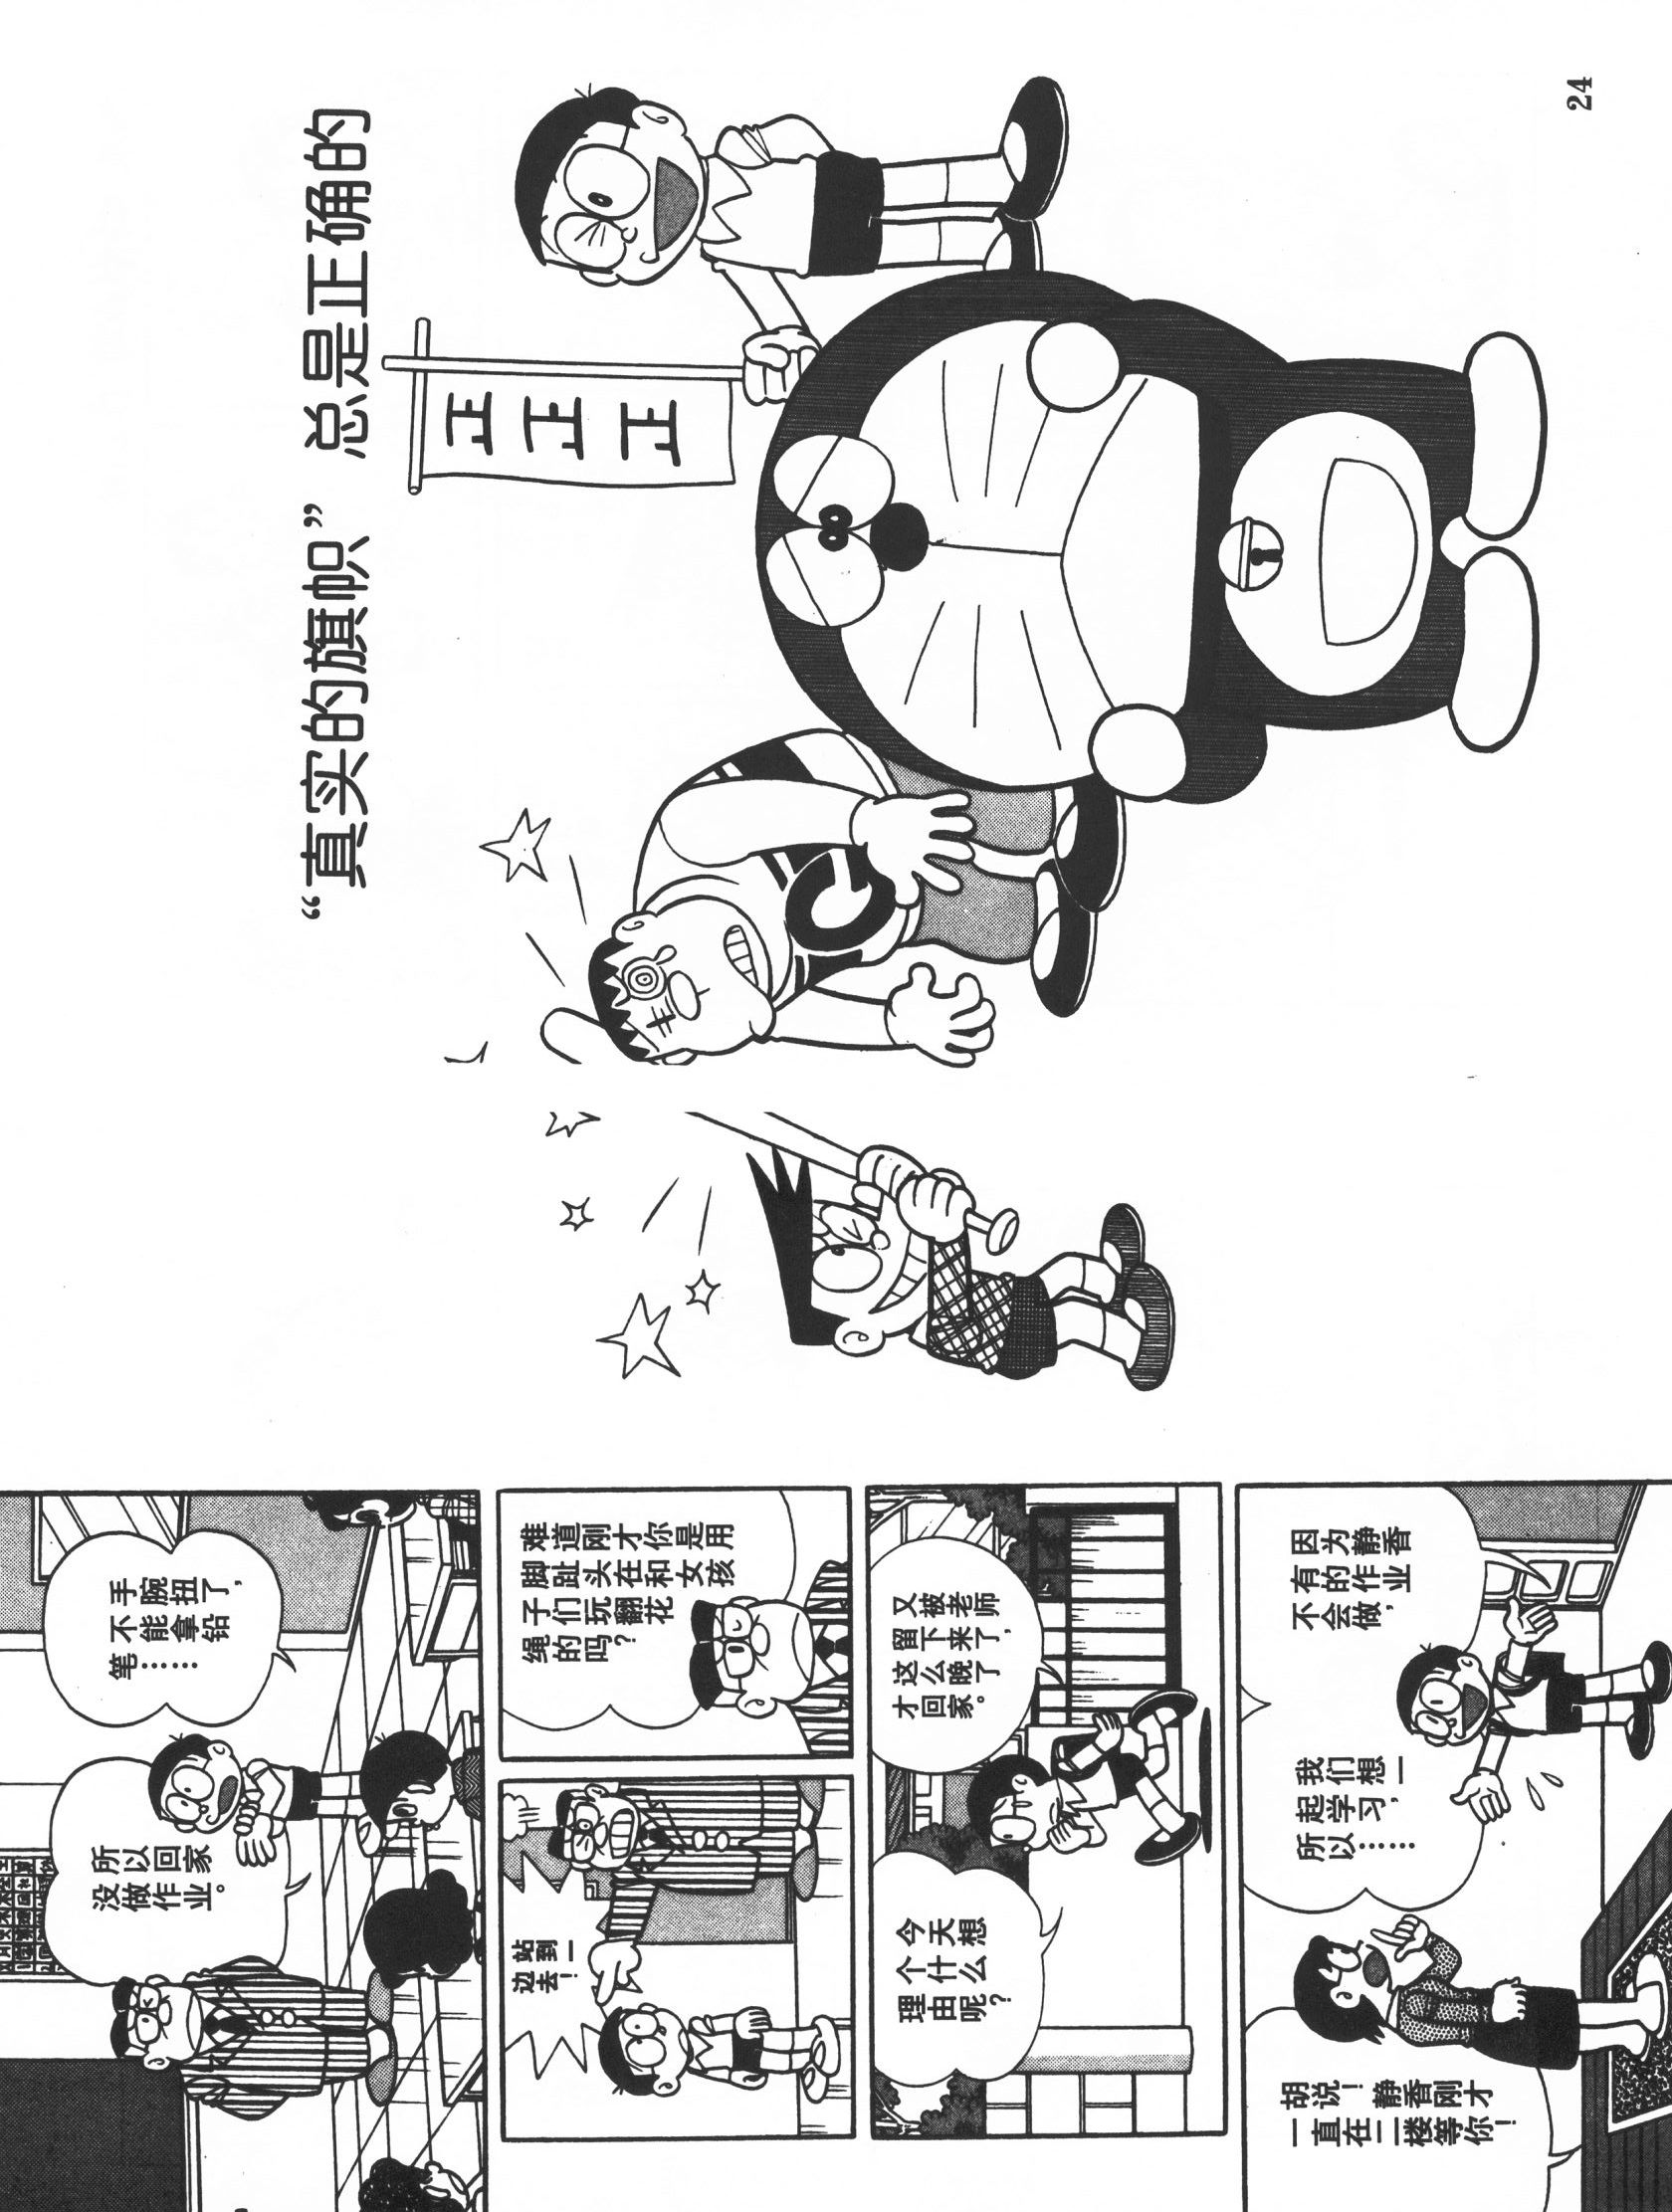 “真实的旗帜” 总是正确的
正正正
24
手腕扭了,
不能拿铅
笔……
所以回家
没做作业。
难道刚才你是用
脚趾头在和女孩
子们玩翻花
绳的吗?
站到一
边去!
又被老师
留下来了,
这么晚了
才回家。
今天想
个什么
理由呢?
因为静香
有的作业
不会做,
我们想一
起学习,
所以……
胡说! 静香刚才
一直在二楼等你!